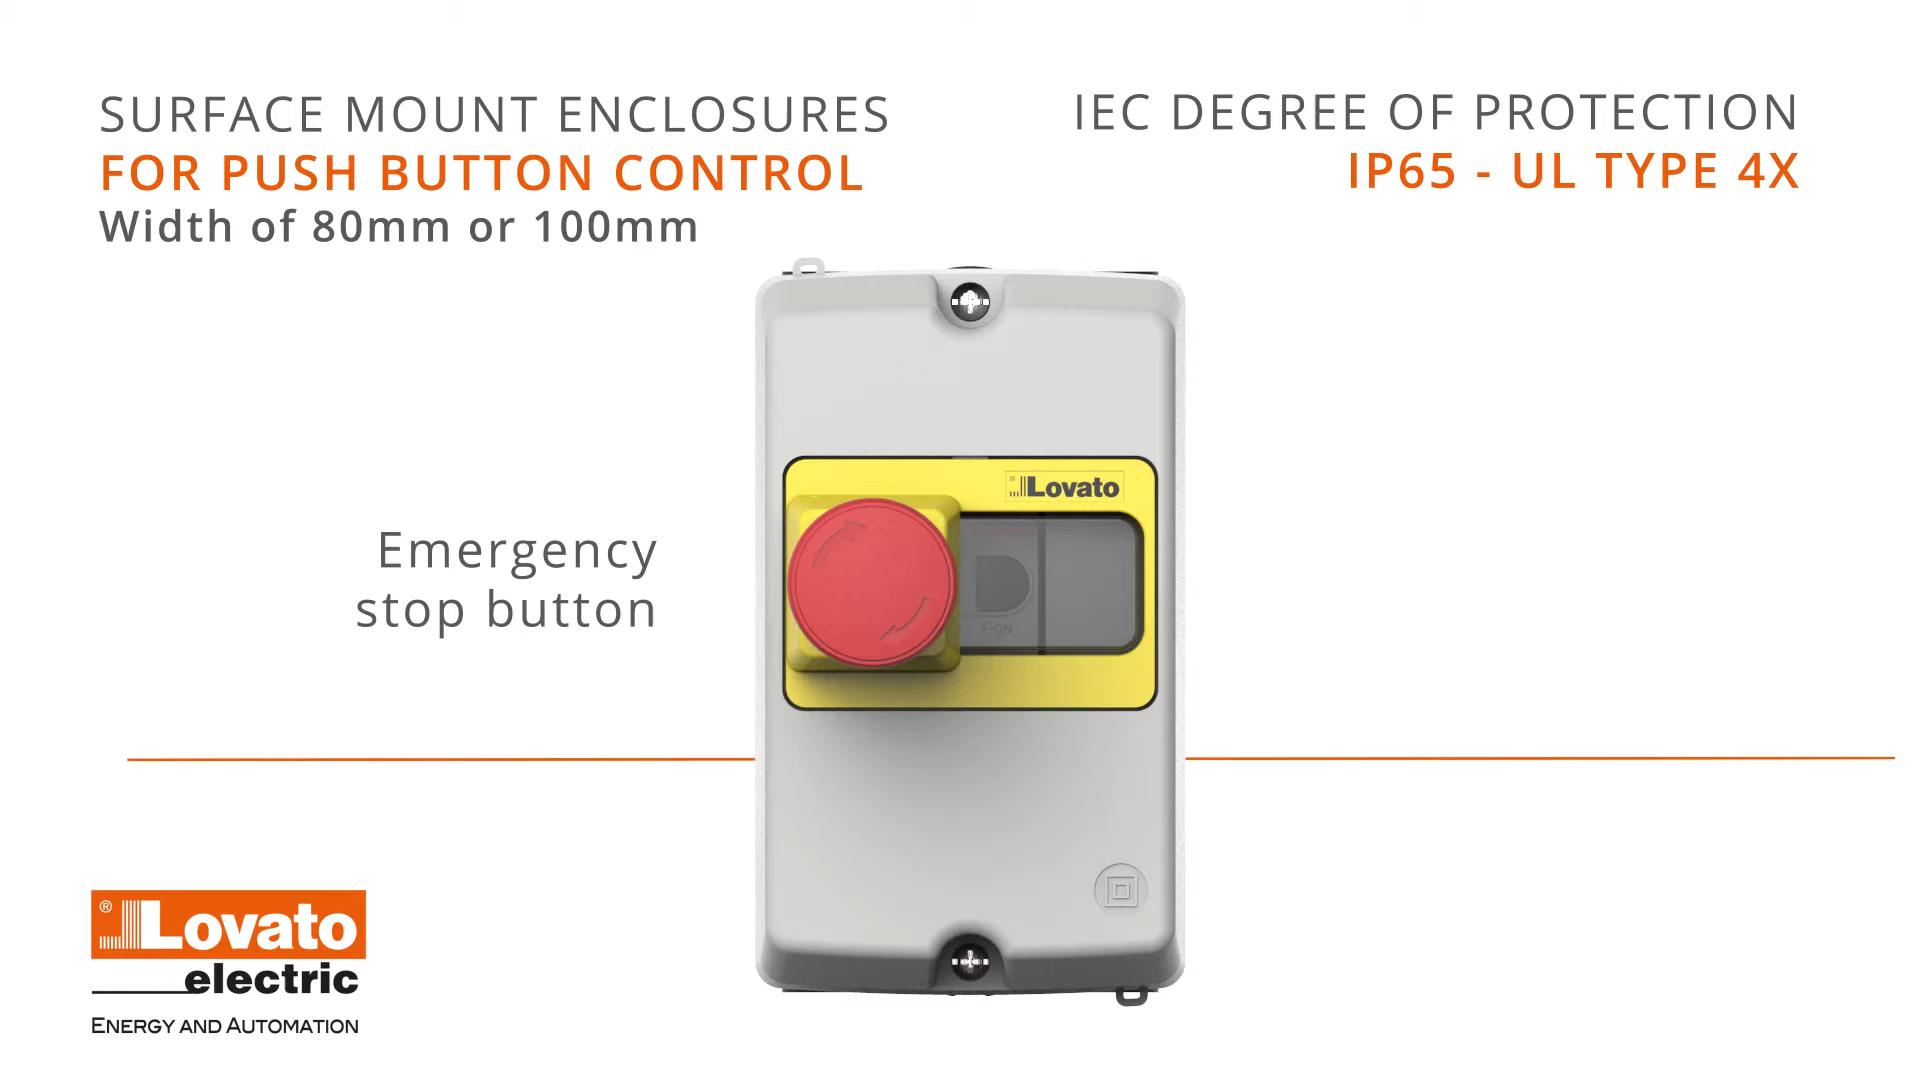 SURFACE MOUNT ENCLOSURES
FOR PUSH BUTTON CONTROL
Width of 80mm or 100mm
IEC DEGREE OF PROTECTION
IP65 - UL TYPE 4X
Lovato
Emergency
stop button
®
Lovato
electric
ENERGY AND AUTOMATION